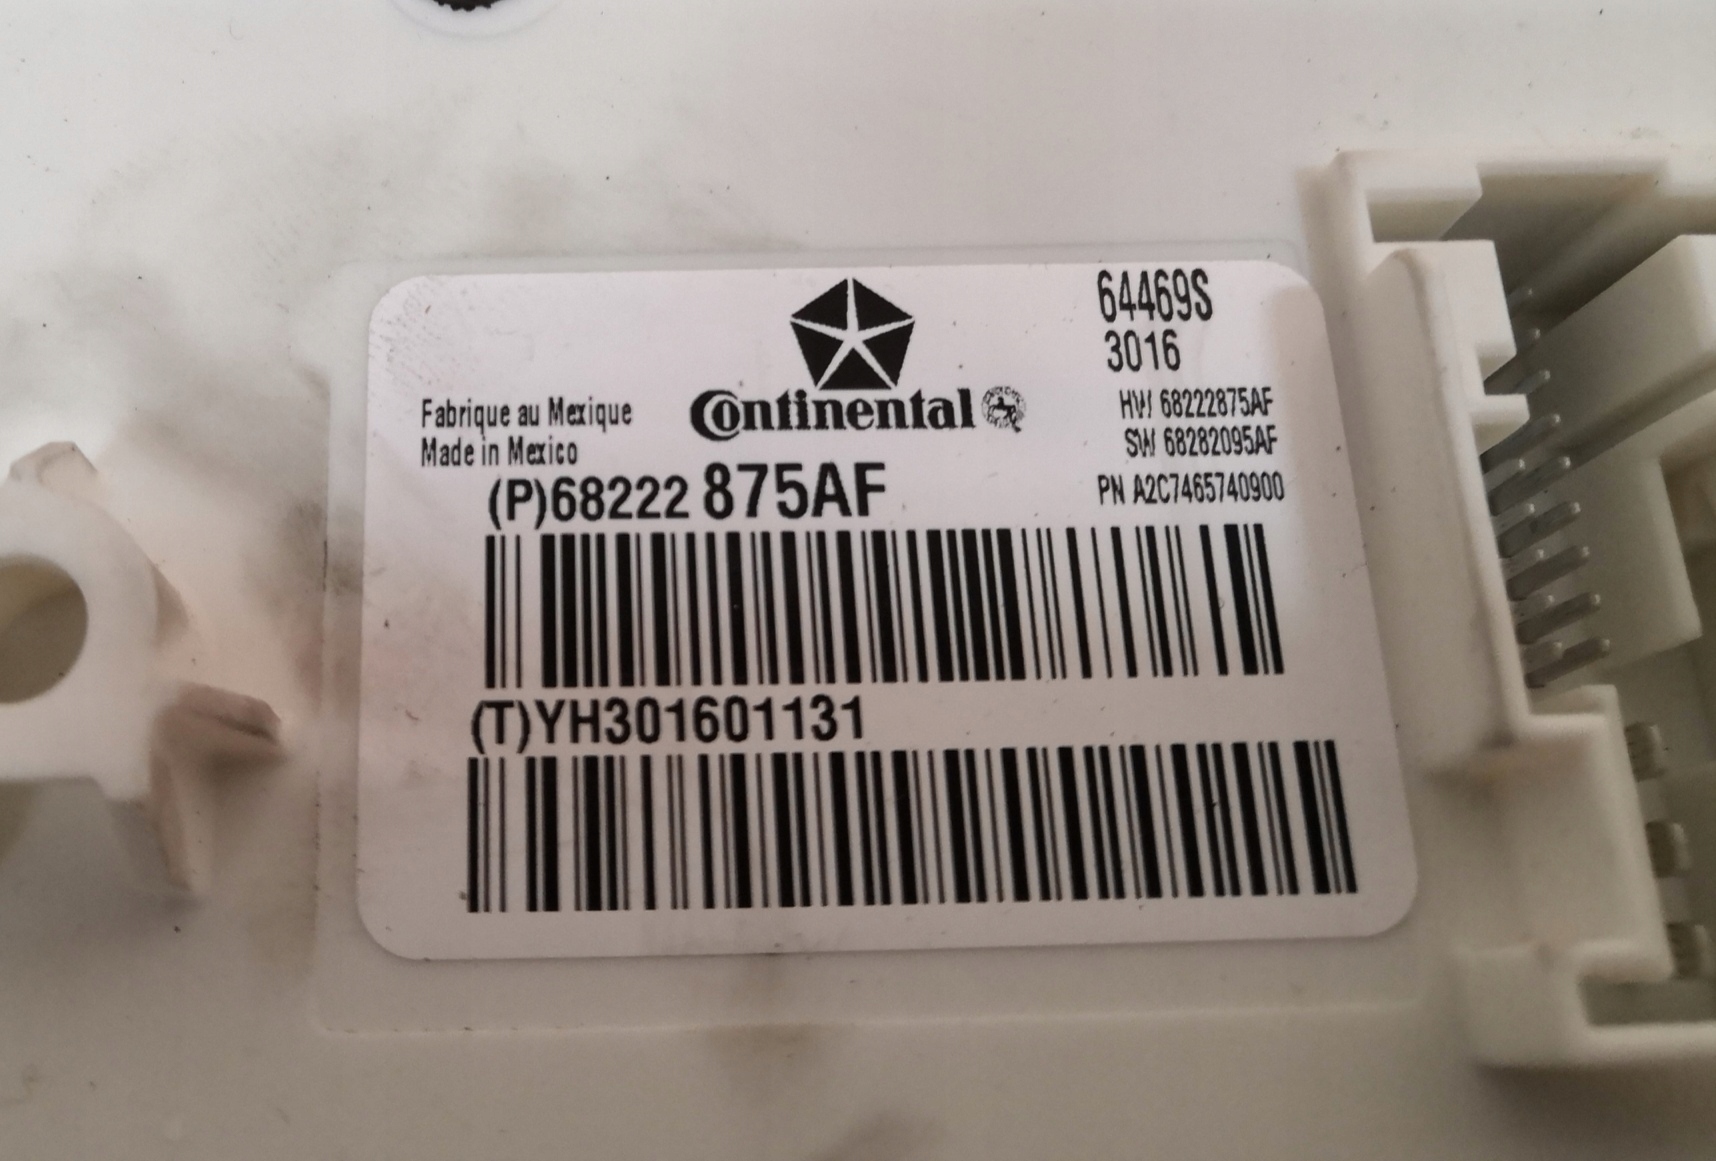 64469S
3016
Continental
Fabrique au Mexique
Made in Mexico
HW 68222875AF
SW 68282095AF
PN A2C7465740900
(P)68222 875AF
(T)YH301601131